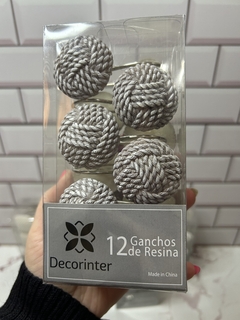 12 Ganchos
de Resina
Decorinter
Made in China